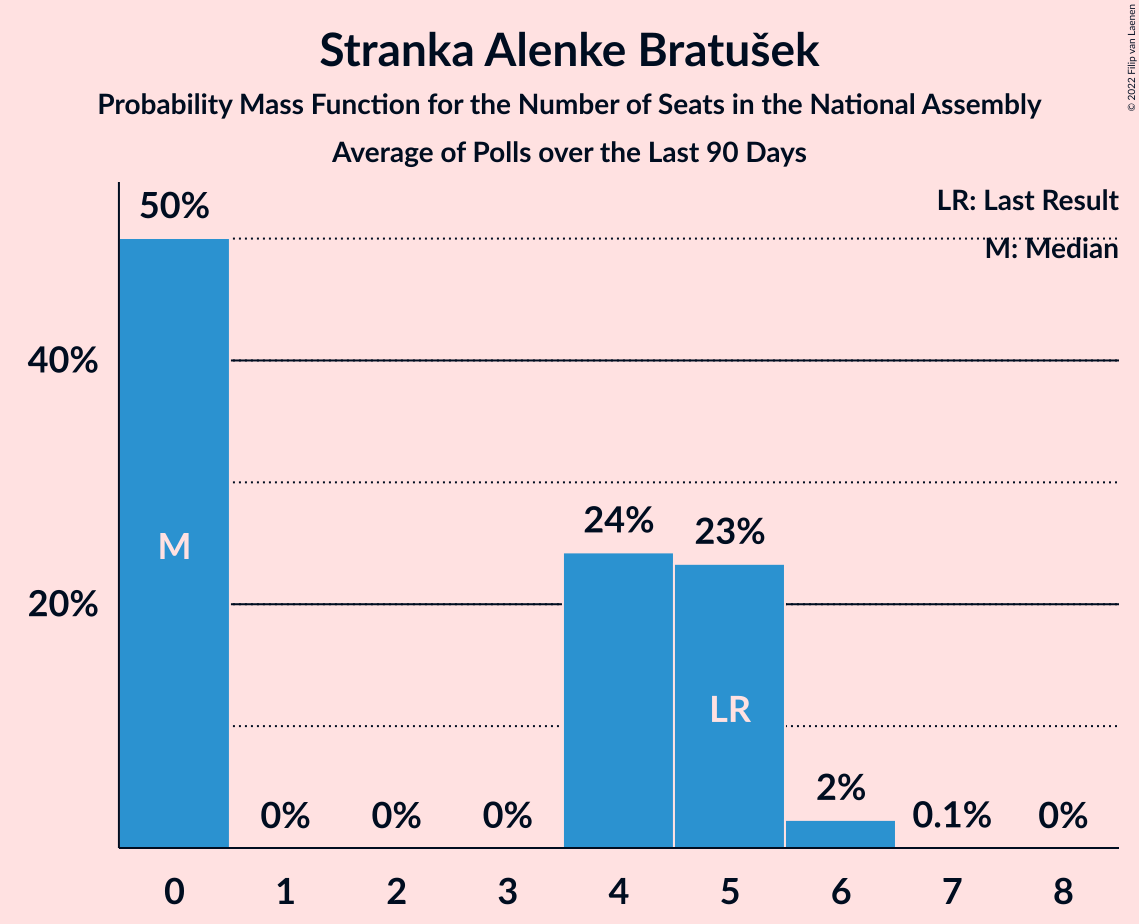 Stranka Alenke Bratušek
Probability Mass Function for the Number of Seats in the National Assembly
Average of Polls over the Last 90 Days
© 2022 Filip van Laenen
LR: Last Result
M: Median
50%
40%
20%
M
0%
0%
0%
24%
23%
LR
2%
0.1%
0%
0 1 2 3 4 5 6 7 8